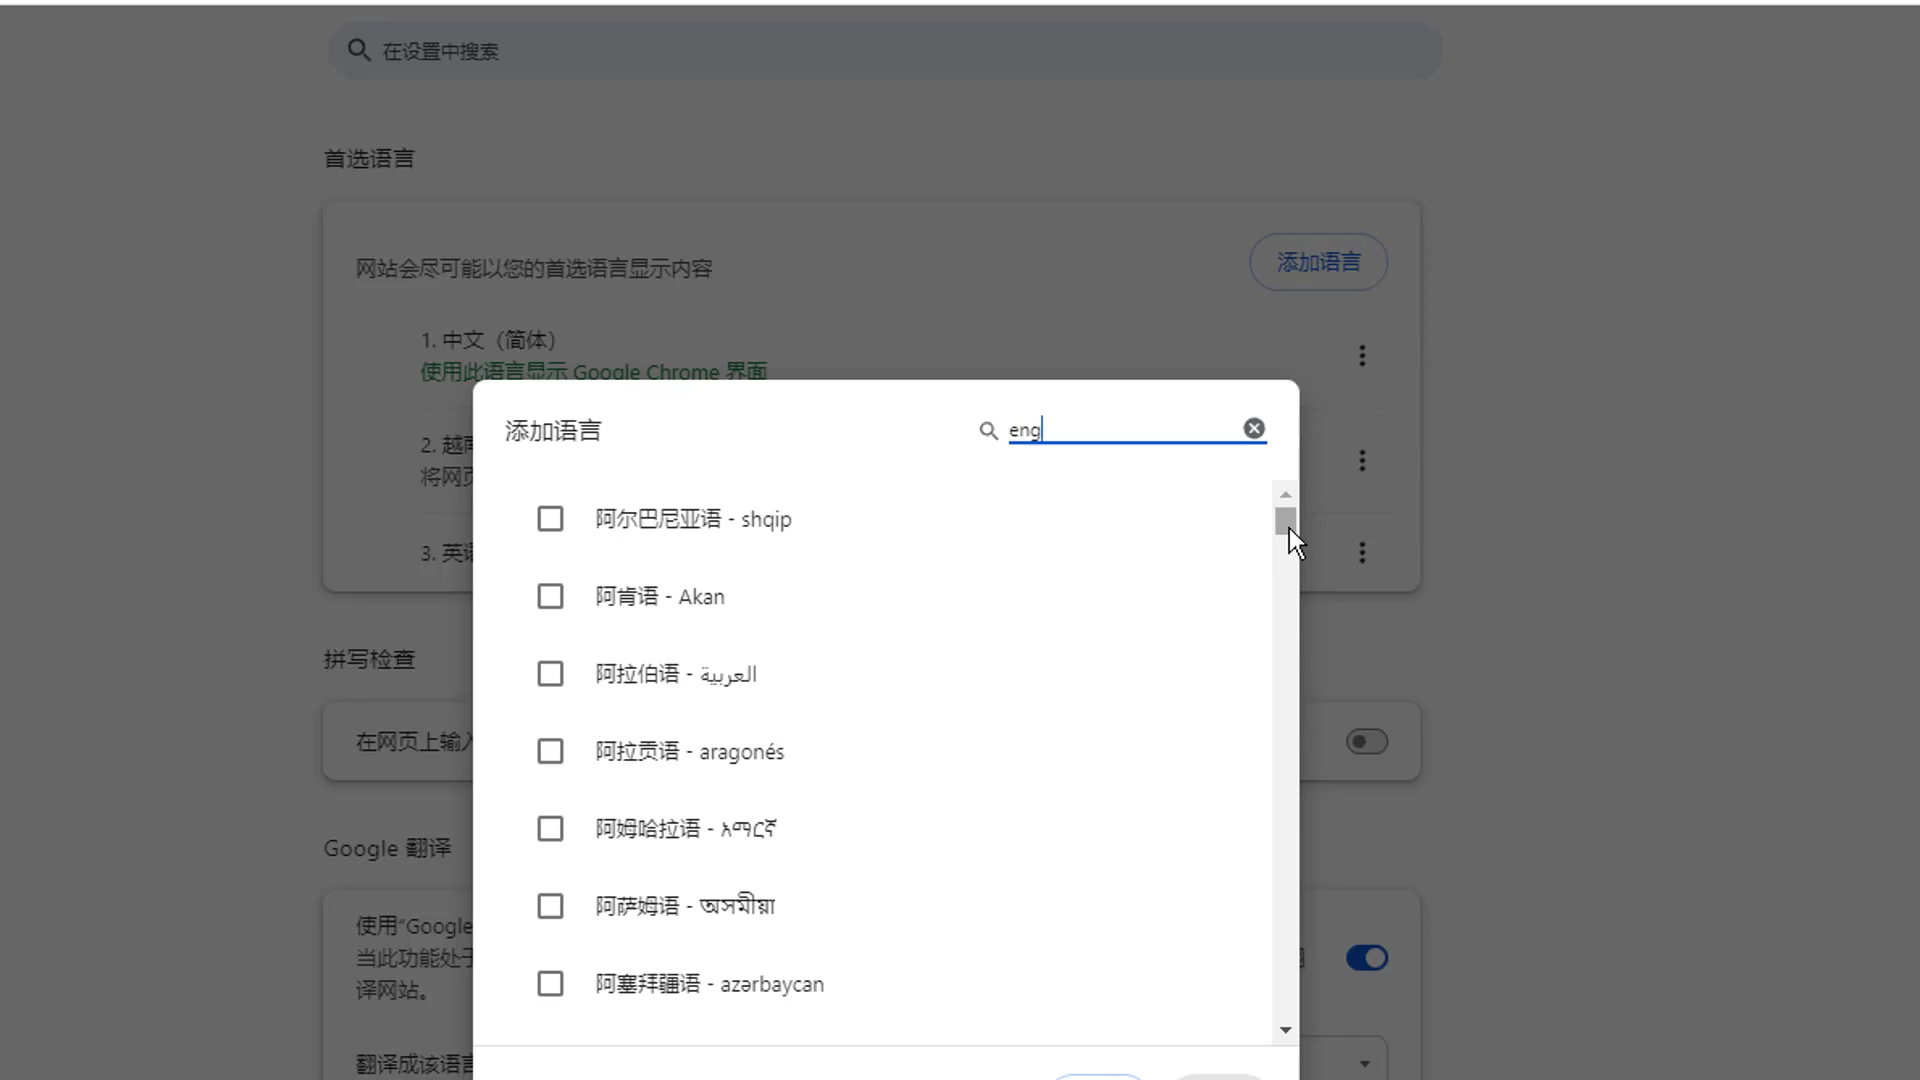 在设置中搜索
首选语言
网站会尽可能以您的首选语言显示内容
添加语言
1. 中文（简体）
使用此语言显示 Google Chrome 界面
添加语言
eng
2. 越南
将网页
3. 英语
阿尔巴尼亚语 - shqip
阿肯语 - Akan
阿拉伯语 - العربية
阿拉贡语 - aragonés
阿姆哈拉语 - አማርኛ
阿萨姆语 - অসমীয়া
阿塞拜疆语 - azərbaycan
拼写检查
在网页上输入
Google 翻译
使用“Google
当此功能处于
译网站。
翻译成该语言